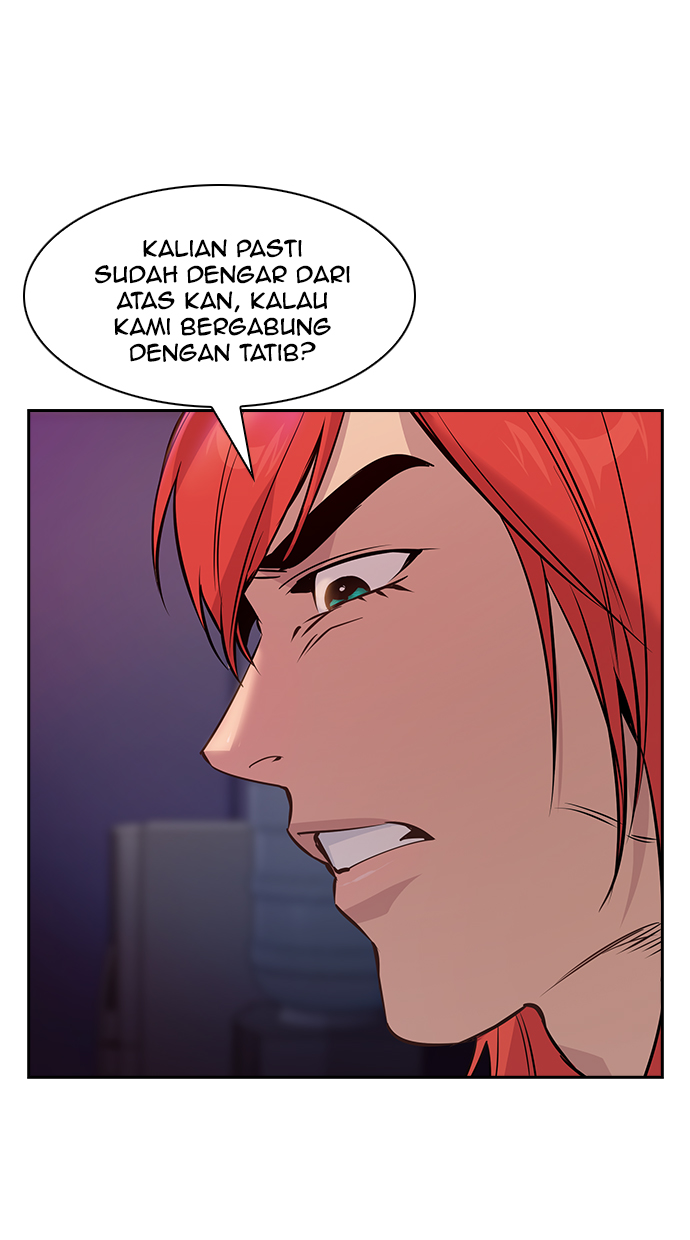 KALIAN PASTI
SUDAH DENGAR DARI
ATAS KAN, KALAU
KAMI BERGABUNG
DENGAN TATIB?